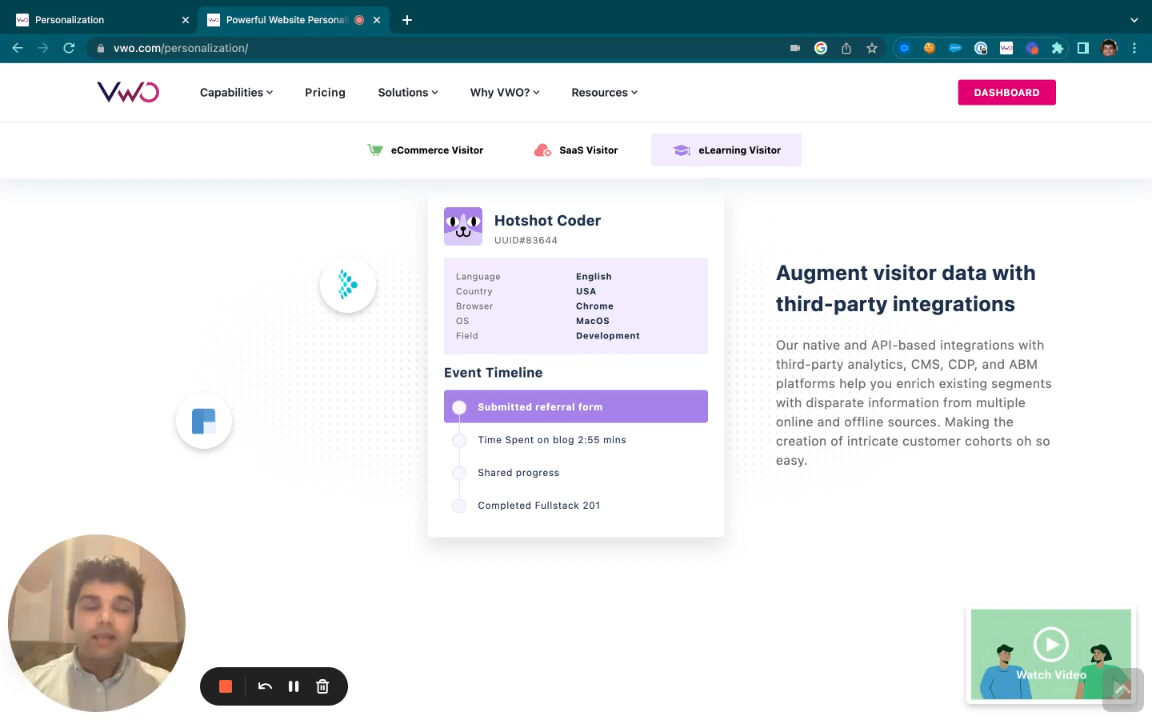 Personalization
Powerful Website Personal
vwo.com/personalization/
VWO
Capabilities
Pricing
Solutions
Why VWO?
Resources
DASHBOARD
eCommerce Visitor
SaaS Visitor
eLearning Visitor
Hotshot Coder
UUID#83644
Language English
Country USA
Browser Chrome
OS MacOS
Field Development
Event Timeline
Submitted referral form
Time Spent on blog 2:55 mins
Shared progress
Completed Fullstack 201
Augment visitor data with
third-party integrations
Our native and API-based integrations with
third-party analytics, CMS, CDP, and ABM
platforms help you enrich existing segments
with disparate information from multiple
online and offline sources. Making the
creation of intricate customer cohorts oh so
easy.
Watch Video